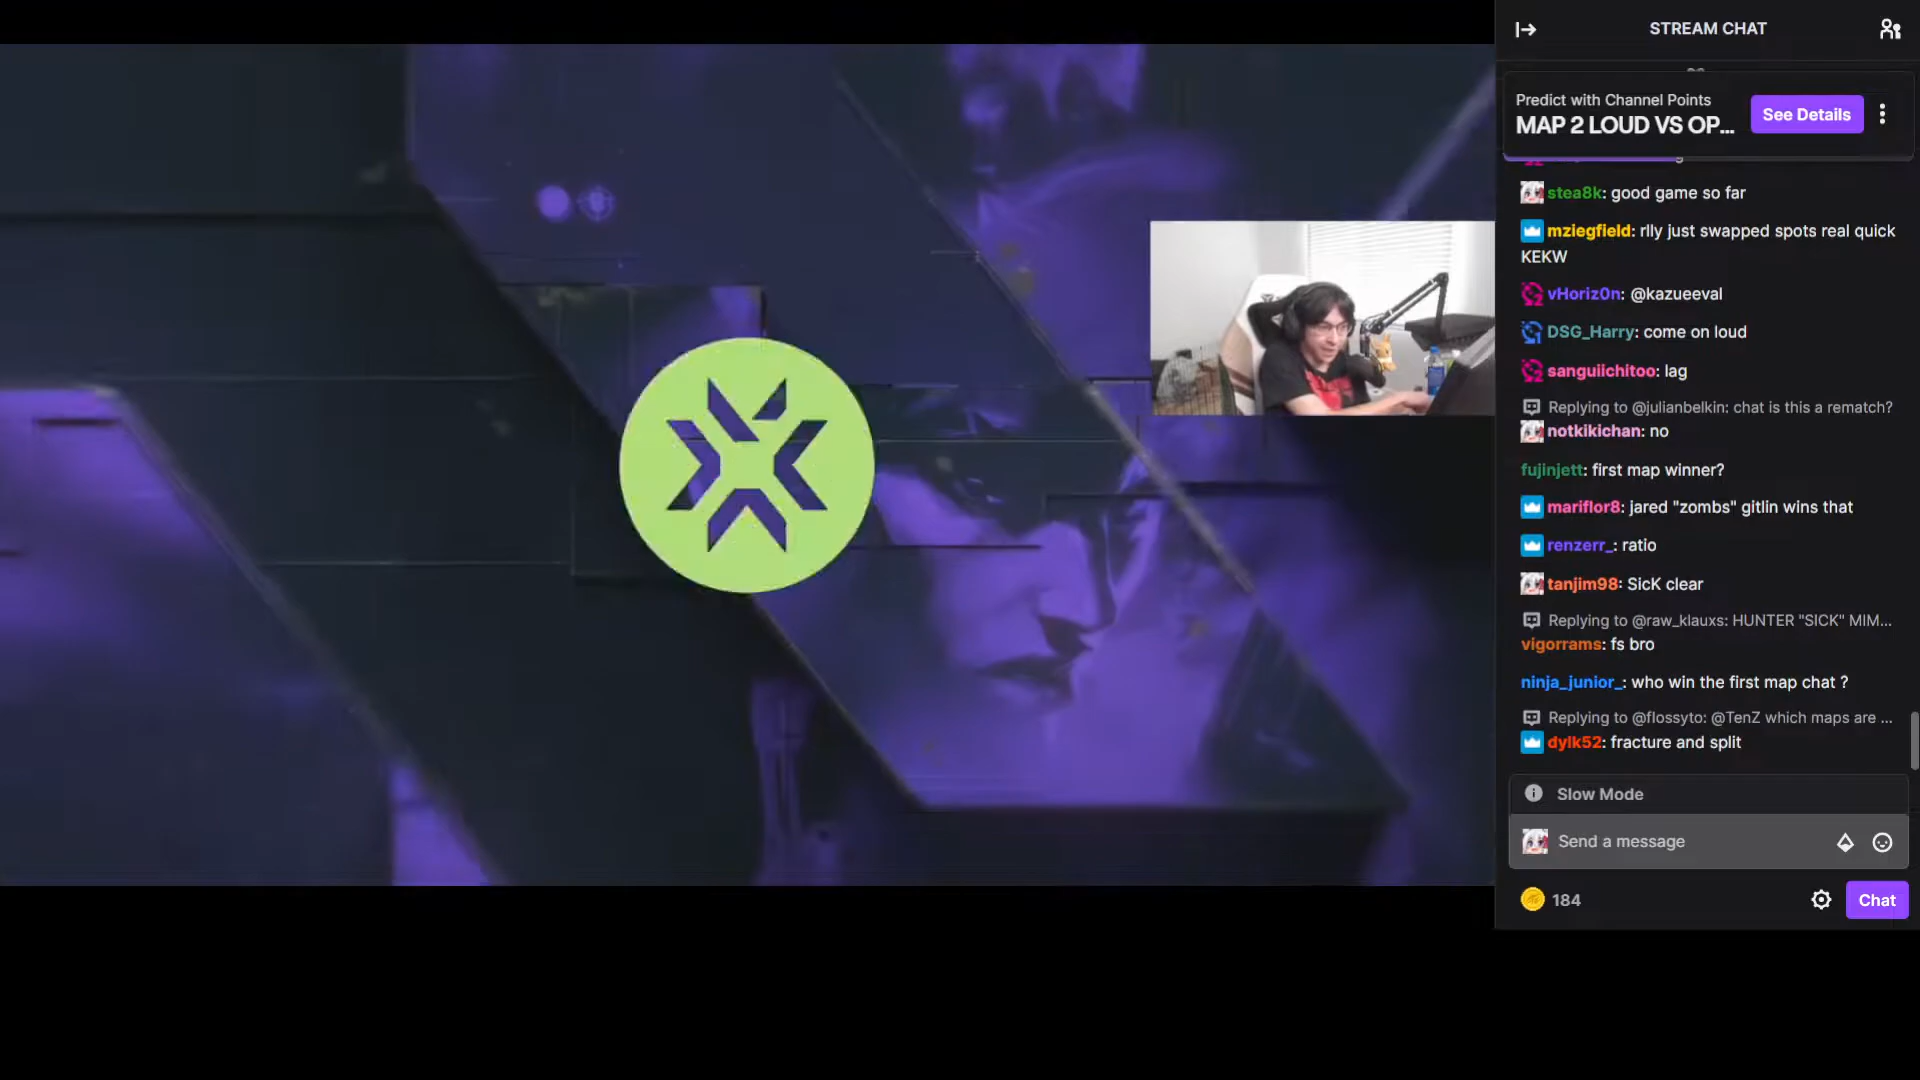 STREAM CHAT
Predict with Channel Points
MAP 2 LOUD VS OP...
See Details
stea8k: good game so far
mziegfield: rlly just swapped spots real quick
KEKW
vHoriz0n: @kazueeval
DSG_Harry: come on loud
sanguiichitoo: lag
Replying to @julianbelkin: chat is this a rematch?
notkikichan: no
fujinjett: first map winner?
mariflor8: jared "zombs" gitlin wins that
renzerr_: ratio
tanjim98: SicK clear
Replying to @raw_klauxs: HUNTER "SICK" MIM...
vigorrams: fs bro
ninja_junior_: who win the first map chat ?
Replying to @flossyto: @TenZ which maps are ...
dylk52: fracture and split
Slow Mode
Send a message
184
Chat